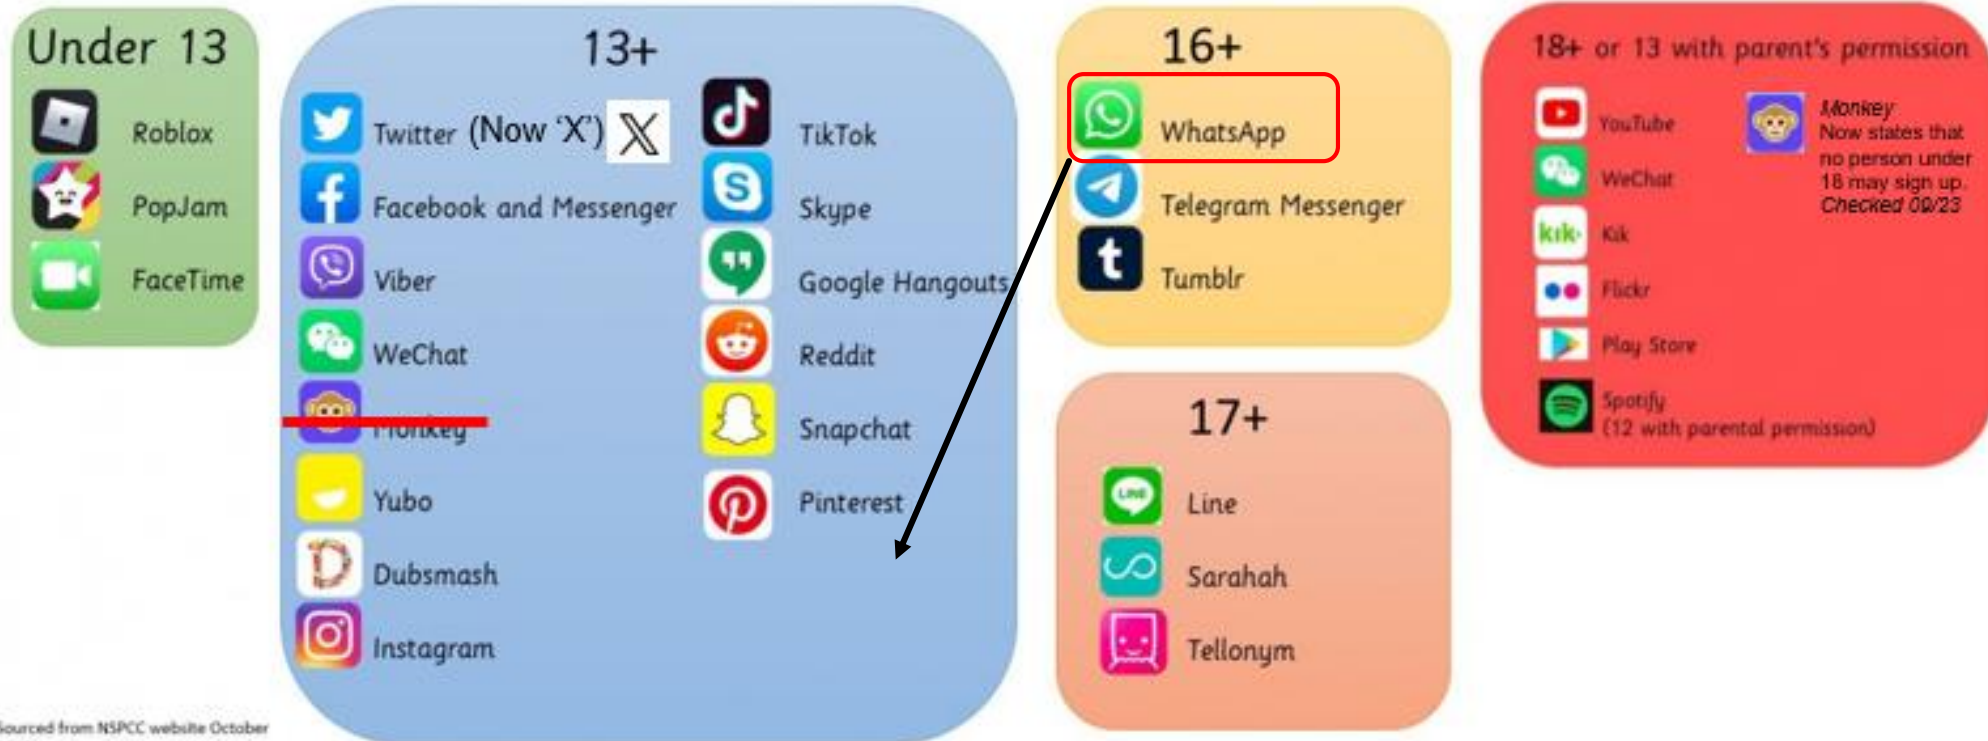 Under 13
Roblox
PopJam
FaceTime
13+
Twitter (Now ‘X’)
Facebook and Messenger
Viber
WeChat
Monkey
Yubo
Dubsmash
Instagram
TikTok
Skype
Google Hangouts
Reddit
Snapchat
Pinterest
16+
WhatsApp
Telegram Messenger
Tumblr
17+
LINE
Line
Sarahah
Tellonym
18+ or 13 with parent's permission
YouTube
WeChat
kik
Kik
Flickr
Play Store
Spotify
(12 with parental permission)
Monkey
Now states that
no person under
18 may sign up.
Checked 09/23
Sourced from NSPCC website October